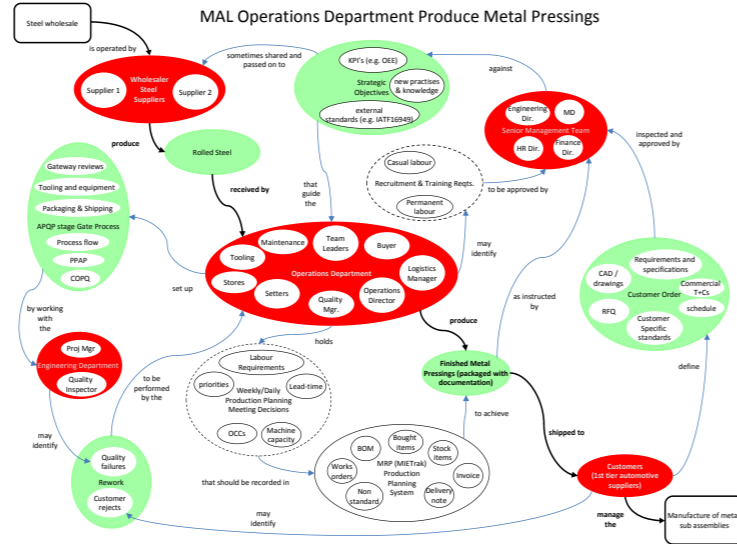 MAL Operations Department Produce Metal Pressings
Steel wholesale
is operated by
Wholesaler
Steel
Suppliers
Supplier 1
Supplier 2
sometimes shared and
passed on to
KPI's (e.g. OEE)
Strategic
Objectives
new practises
& knowledge
external
standards (e.g. IATF16949)
against
Engineering
Dir.
MD
Senior Management Team
HR Dir.
Finance
Dir.
inspected and
approved by
produce
Rolled Steel
received by
Gateway reviews
Tooling and equipment
Packaging & Shipping
APQP stage Gate Process
Process flow
PPAP
COPQ
that
guide
the
Casual labour
Recruitment & Training Reqts.
Permanent
labour
to be approved by
may
identify
set up
Maintenance
Team
Leaders
Buyer
Tooling
Operations Department
Logistics
Manager
Stores
Setters
Quality
Mgr.
Operations
Director
Requirements and
specifications
CAD /
drawings
Customer Order
Commercial
T+Cs
RFQ
schedule
Customer
Specific
standards
as instructed
by
by working
with the
Proj Mgr
Engineering Department
Quality
Inspector
to be
performed
by the
holds
produce
Labour
Requirements
priorities
Lead-time
Weekly/Daily
Production Planning
Meeting Decisions
OCCs
Machine
capacity
Finished Metal
Pressings (packaged with
documentation)
define
to achieve
may
identify
Quality
failures
Rework
Customer
rejects
that should be recorded in
BOM
Bought
items
Stock
items
Works
orders
MRP (MIETrak)
Production
Planning
System
Invoice
Non
standard
Delivery
note
shipped to
Customers
(1st tier automotive
suppliers)
may
identify
manage
the
Manufacture of metal
sub assemblies